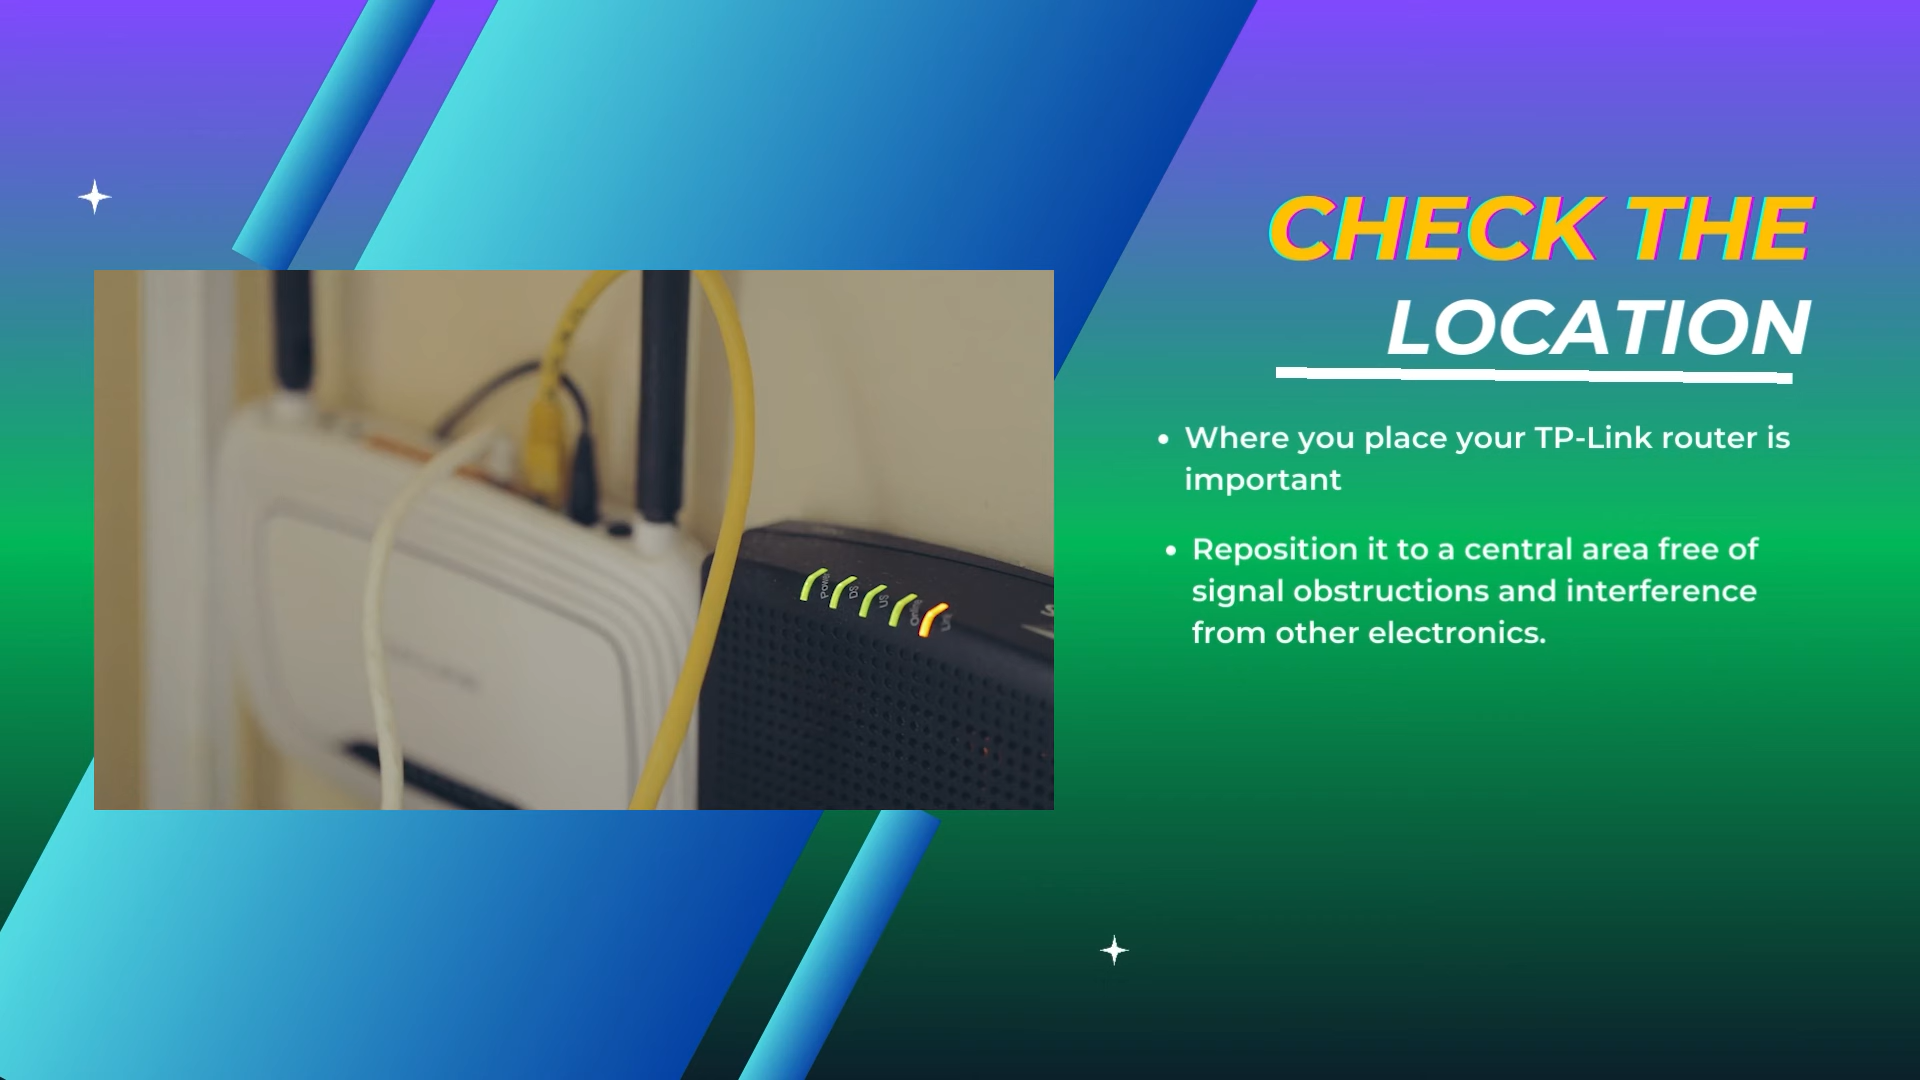 CHECK THE
LOCATION
• Where you place your TP-Link router is
important
• Reposition it to a central area free of
signal obstructions and interference
from other electronics.
Power
DS
US
Online